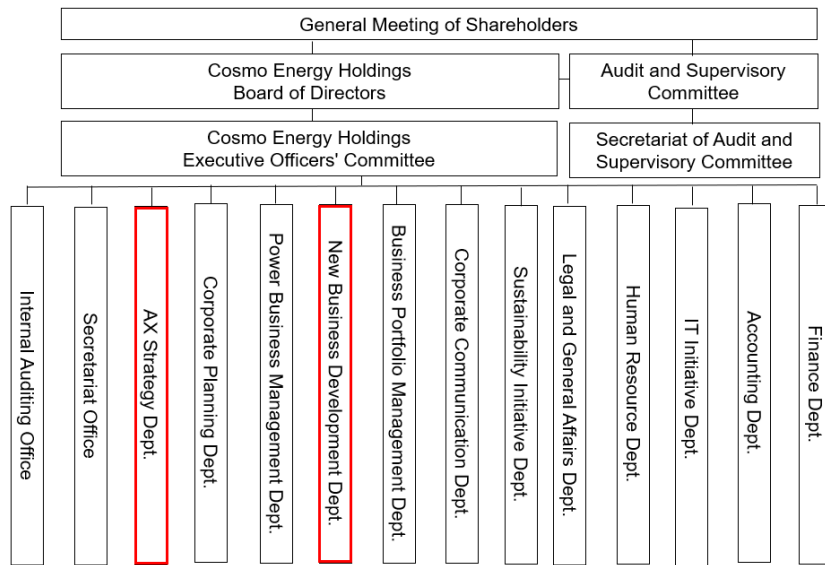 General Meeting of Shareholders
Cosmo Energy Holdings
Board of Directors
Audit and Supervisory
Committee
Cosmo Energy Holdings
Executive Officers' Committee
Secretariat of Audit and
Supervisory Committee
Internal Auditing Office
Secretariat Office
AX Strategy Dept.
Corporate Planning Dept.
Power Business Management Dept.
New Business Development Dept.
Business Portfolio Management Dept.
Corporate Communication Dept.
Sustainability Initiative Dept.
Legal and General Affairs Dept.
Human Resource Dept.
IT Initiative Dept.
Accounting Dept.
Finance Dept.